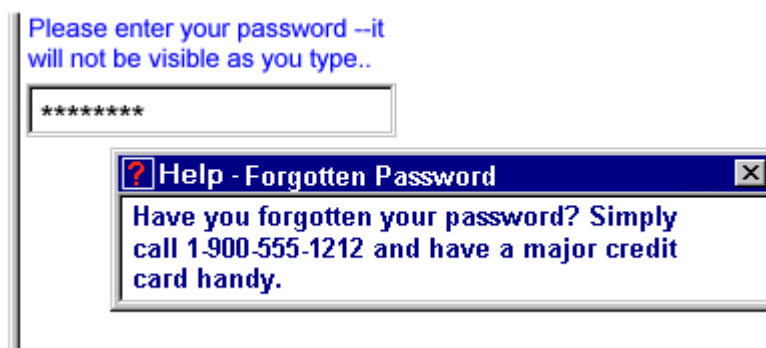 Please enter your password --it
will not be visible as you type..
********
? Help - Forgotten Password
Have you forgotten your password? Simply
call 1-900-555-1212 and have a major credit
card handy.